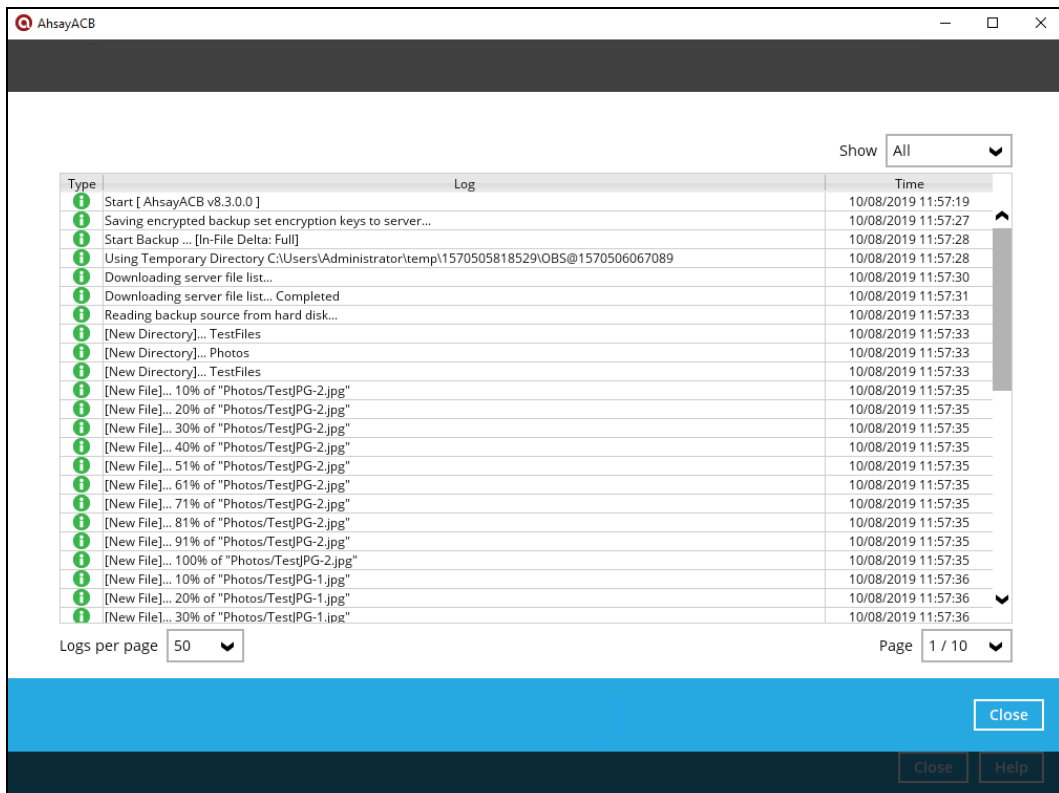 AhsayACB
Show All
Type Log Time
Start [ AhsayACB v8.3.0.0 ] 10/08/2019 11:57:19
Saving encrypted backup set encryption keys to server... 10/08/2019 11:57:27
Start Backup ... [In-File Delta: Full] 10/08/2019 11:57:28
Using Temporary Directory C:\Users\Administrator\temp\1570505818529\OBS@1570506067089 10/08/2019 11:57:28
Downloading server file list... 10/08/2019 11:57:30
Downloading server file list... Completed 10/08/2019 11:57:31
Reading backup source from hard disk... 10/08/2019 11:57:33
[New Directory]... TestFiles 10/08/2019 11:57:33
[New Directory]... Photos 10/08/2019 11:57:33
[New Directory]... TestFiles 10/08/2019 11:57:33
[New File]... 10% of "Photos/TestJPG-2.jpg" 10/08/2019 11:57:35
[New File]... 20% of "Photos/TestJPG-2.jpg" 10/08/2019 11:57:35
[New File]... 30% of "Photos/TestJPG-2.jpg" 10/08/2019 11:57:35
[New File]... 40% of "Photos/TestJPG-2.jpg" 10/08/2019 11:57:35
[New File]... 51% of "Photos/TestJPG-2.jpg" 10/08/2019 11:57:35
[New File]... 61% of "Photos/TestJPG-2.jpg" 10/08/2019 11:57:35
[New File]... 71% of "Photos/TestJPG-2.jpg" 10/08/2019 11:57:35
[New File]... 81% of "Photos/TestJPG-2.jpg" 10/08/2019 11:57:35
[New File]... 91% of "Photos/TestJPG-2.jpg" 10/08/2019 11:57:35
[New File]... 100% of "Photos/TestJPG-2.jpg" 10/08/2019 11:57:35
[New File]... 10% of "Photos/TestJPG-1.jpg" 10/08/2019 11:57:36
[New File]... 20% of "Photos/TestJPG-1.jpg" 10/08/2019 11:57:36
[New File]... 30% of "Photos/TestJPG-1.jpg" 10/08/2019 11:57:36
Logs per page 50 Page 1 / 10
Close
Close Help